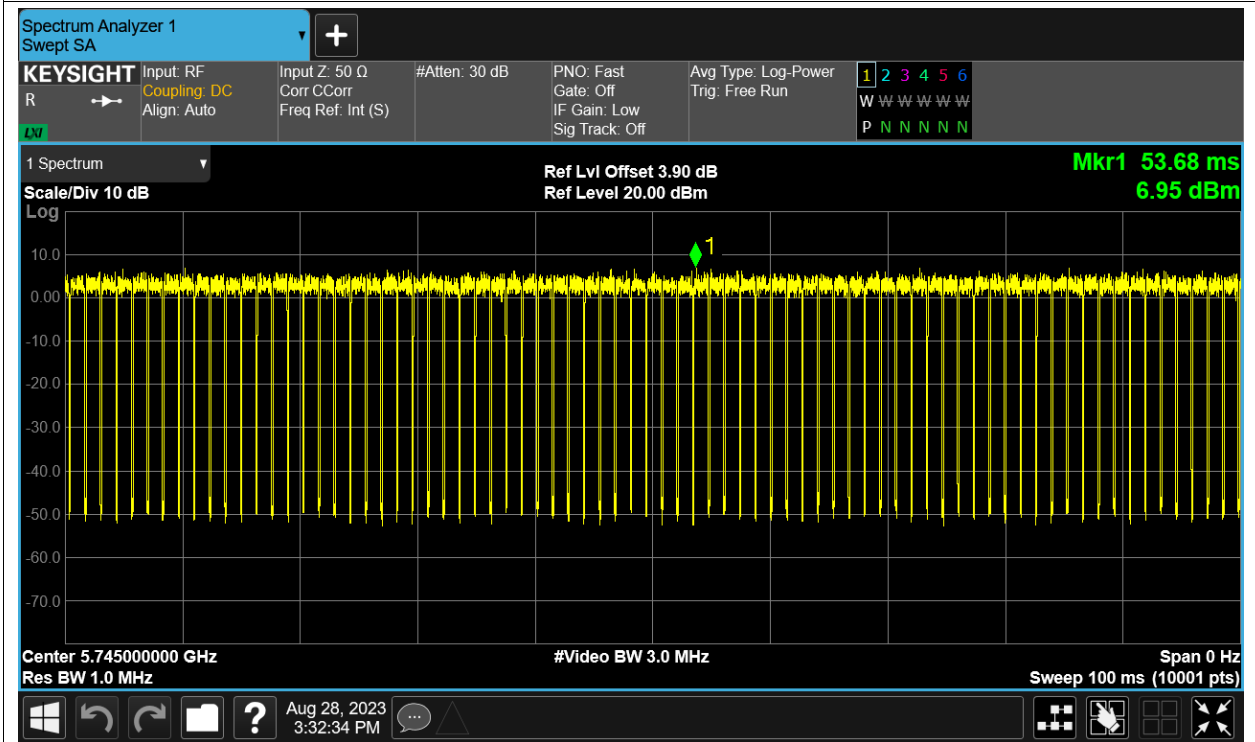 Spectrum Analyzer 1
Swept SA
KEYSIGHT
R
LXI
Input: RF
Coupling: DC
Align: Auto
Input Z: 50 Ω
Corr CCorr
Freq Ref: Int (S)
#Atten: 30 dB
PNO: Fast
Gate: Off
IF Gain: Low
Sig Track: Off
Avg Type: Log-Power
Trig: Free Run
1 2 3 4 5 6
W W W W W W
P N N N N N
1 Spectrum
Scale/Div 10 dB
Log
Ref Lvl Offset 3.90 dB
Ref Level 20.00 dBm
Mkr1 53.68 ms
6.95 dBm
1
10.0
0.00
-10.0
-20.0
-30.0
-40.0
-50.0
-60.0
-70.0
Center 5.745000000 GHz
Res BW 1.0 MHz
#Video BW 3.0 MHz
Span 0 Hz
Sweep 100 ms (10001 pts)
?
Aug 28, 2023
3:32:34 PM